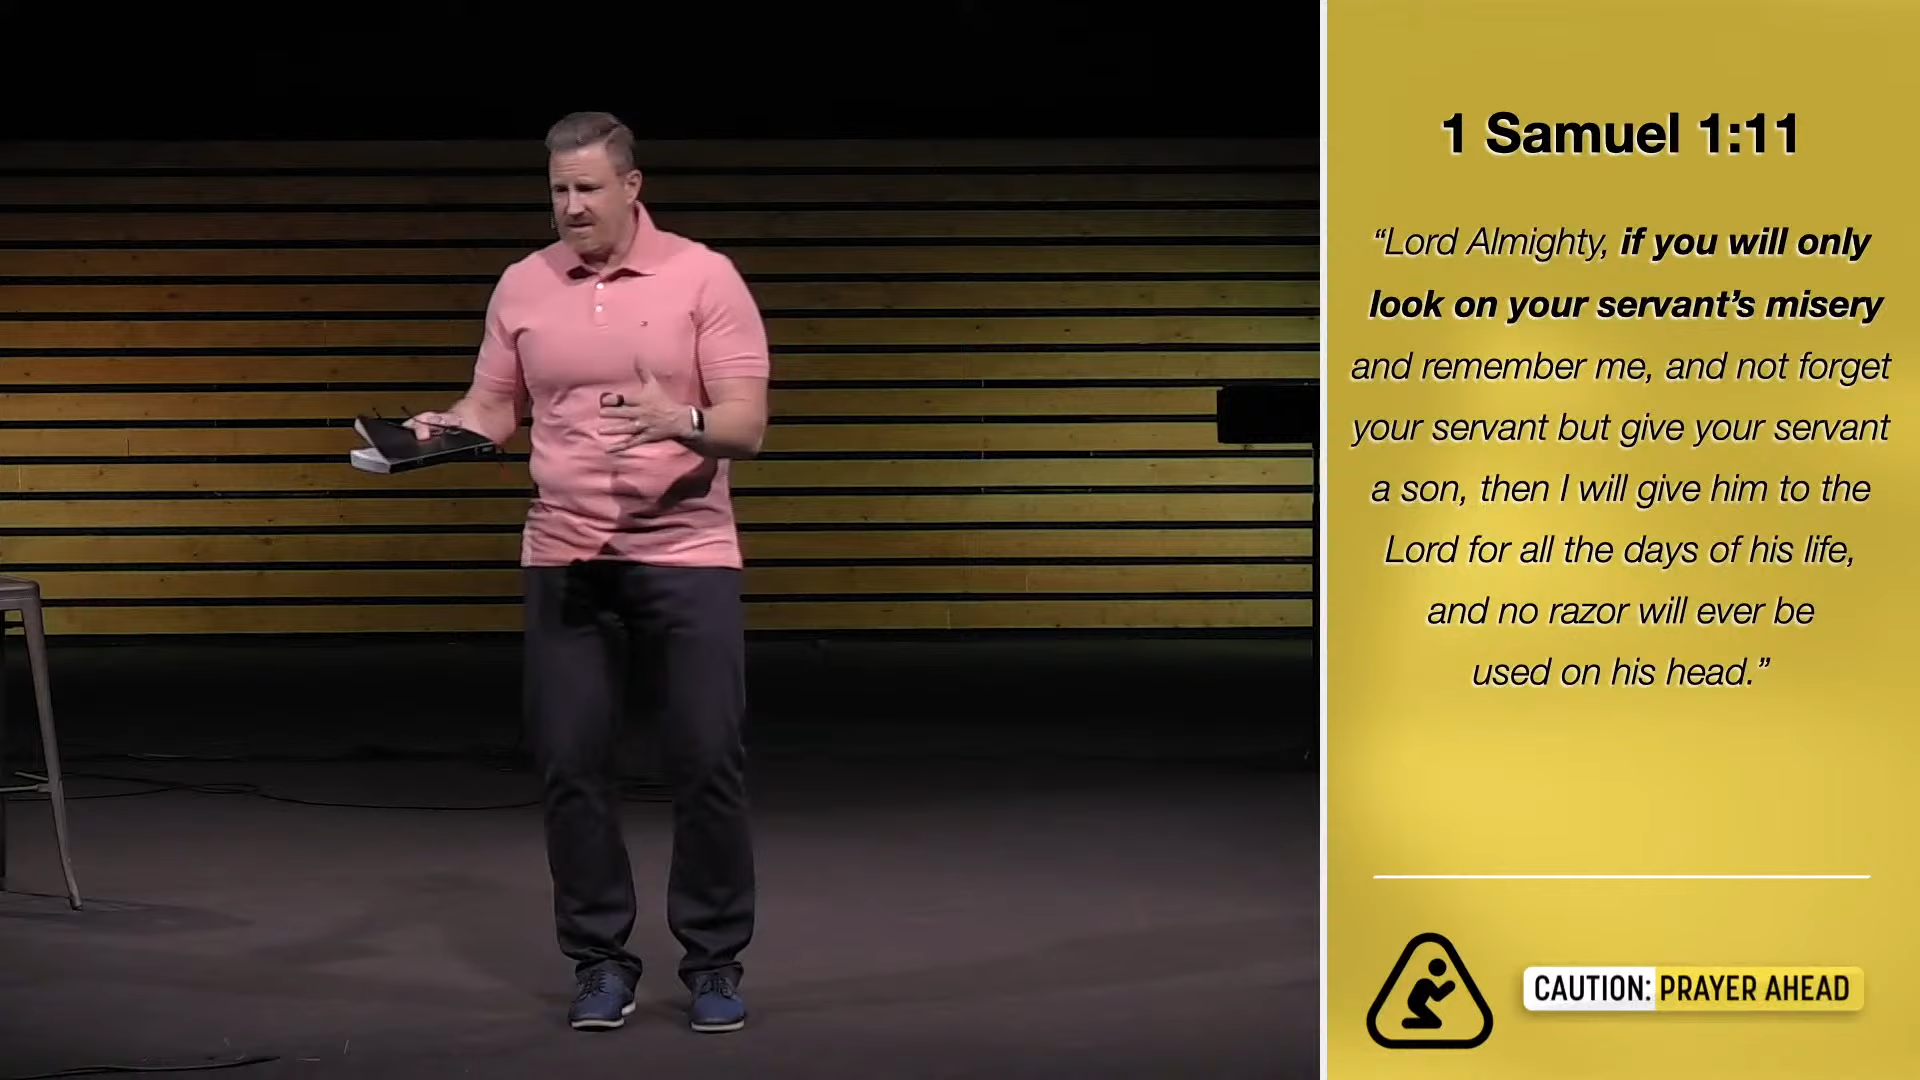 1 Samuel 1:11
“Lord Almighty, if you will only
look on your servant’s misery
and remember me, and not forget
your servant but give your servant
a son, then I will give him to the
Lord for all the days of his life,
and no razor will ever be
used on his head.”
CAUTION: PRAYER AHEAD